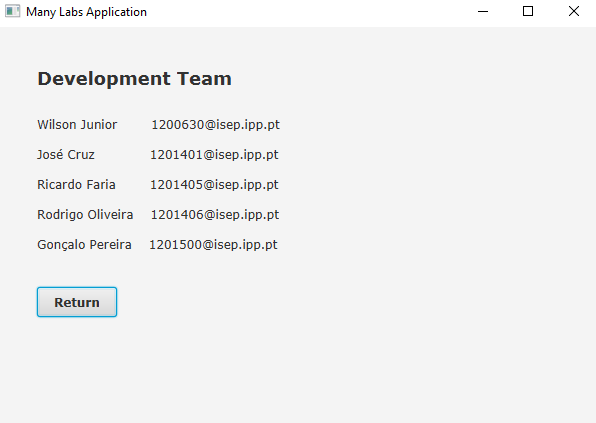 Many Labs Application
Development Team
Wilson Junior 1200630@isep.ipp.pt
José Cruz 1201401@isep.ipp.pt
Ricardo Faria 1201405@isep.ipp.pt
Rodrigo Oliveira 1201406@isep.ipp.pt
Gonçalo Pereira 1201500@isep.ipp.pt
Return